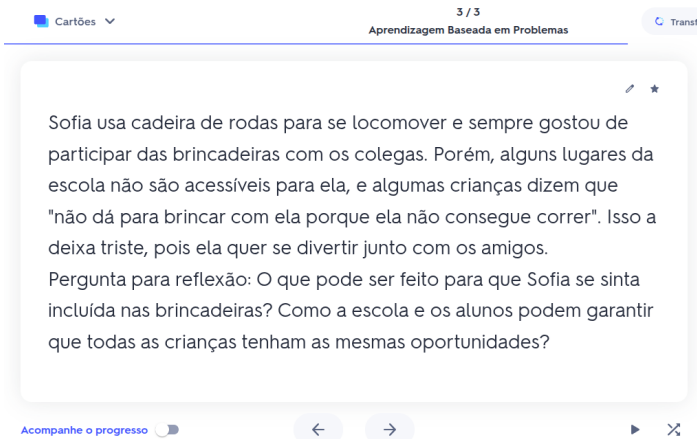 Cartões
3 / 3
Aprendizagem Baseada em Problemas
Sofia usa cadeira de rodas para se locomover e sempre gostou de
participar das brincadeiras com os colegas. Porém, alguns lugares da
escola não são acessíveis para ela, e algumas crianças dizem que
"não dá para brincar com ela porque ela não consegue correr". Isso a
deixa triste, pois ela quer se divertir junto com os amigos.
Pergunta para reflexão: O que pode ser feito para que Sofia se sinta
incluída nas brincadeiras? Como a escola e os alunos podem garantir
que todas as crianças tenham as mesmas oportunidades?
Acompanhe o progresso